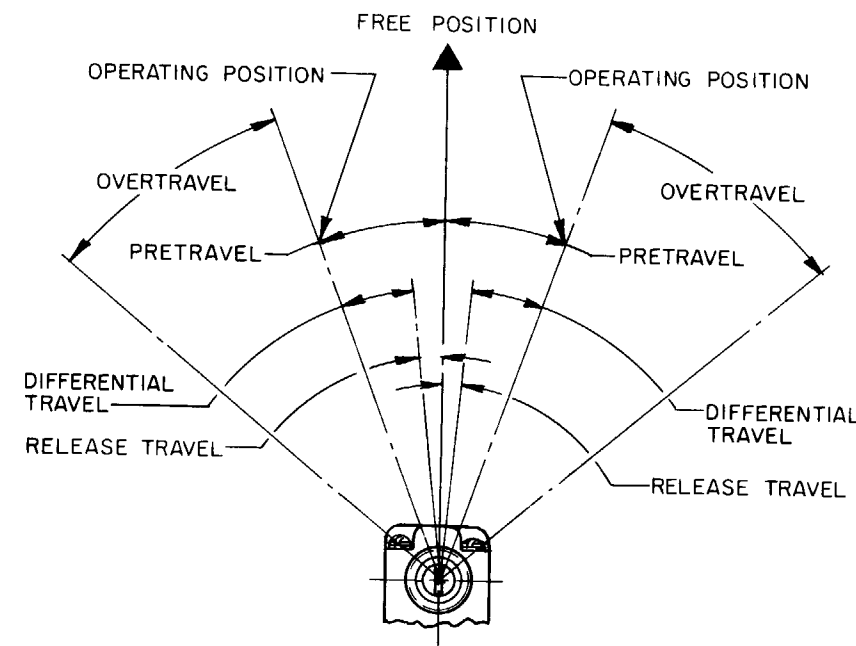 FREE POSITION
OPERATING POSITION
OPERATING POSITION
OVERTRAVEL
OVERTRAVEL
PRETRAVEL
PRETRAVEL
DIFFERENTIAL
TRAVEL
DIFFERENTIAL
TRAVEL
RELEASE TRAVEL
RELEASE TRAVEL